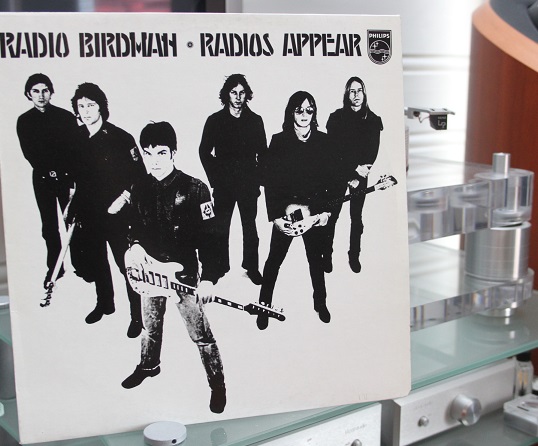 RADIO BIRDMAN • RADIOS APPEAR
PHILIPS